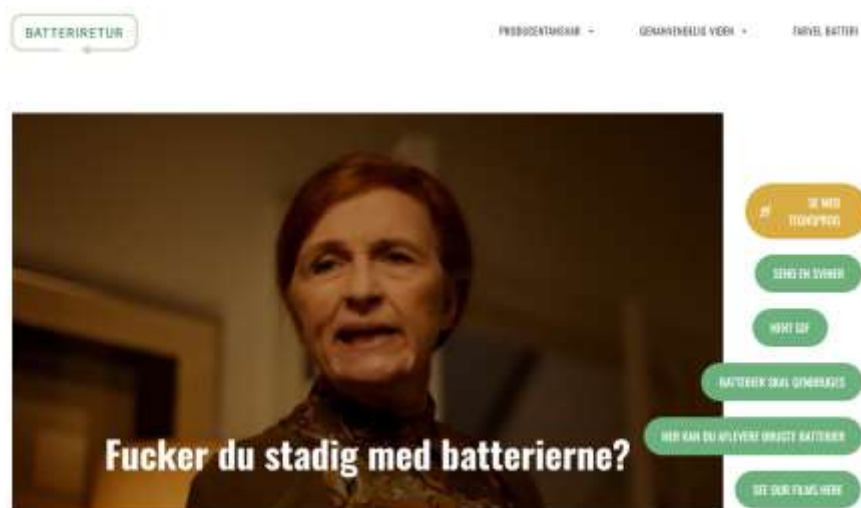 BATTERIRETUR
PRODUCENTANSVAR
GENANVENDELIG VIDEN
FARVEL BATTERI
SE MED
TEGNSPROG
SEND EN SVINER
HENT GIF
BATTERIER SKAL GENBRUGES
HER KAN DU AFLEVERE BRUGTE BATTERIER
SEE OUR FILMS HERE
Fucker du stadig med batterierne?